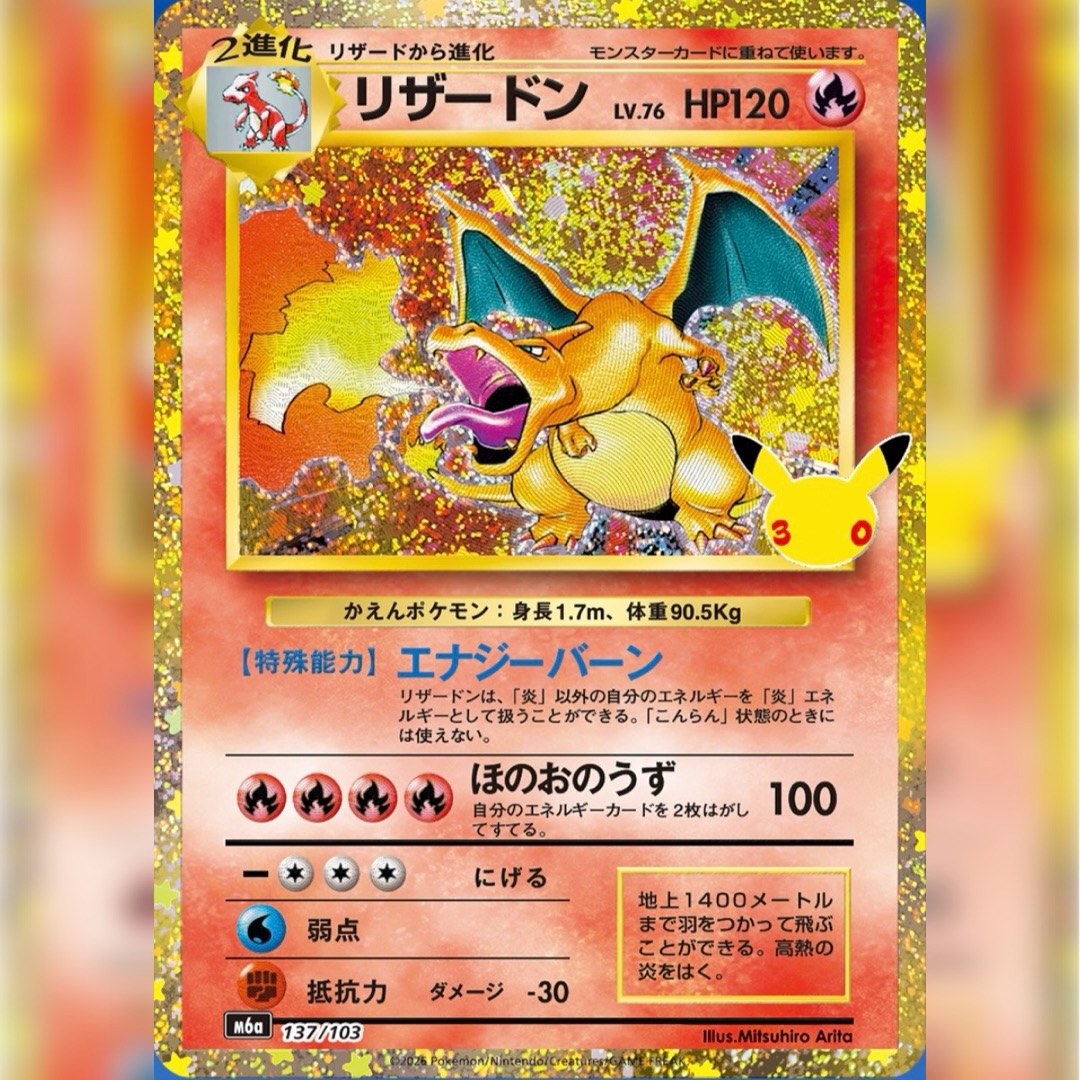 2進化 リザードから進化 モンスターカードに重ねて使います。
リザードン LV.76 HP120
30
かえんポケモン：身長1.7m、体重90.5Kg
【特殊能力】 エナジーバーン
リザードンは、「炎」以外の自分のエネルギーを「炎」エネ
ルギーとして扱うことができる。「こんらん」状態のときに
は使えない。
ほのおのうず 100
自分のエネルギーカードを2枚はがし
てすてる。
にげる
弱点
抵抗力 ダメージ -30
地上1400メートル
まで羽をつかって飛ぶ
ことができる。高熱の
炎をはく。
m6a 137/103
Illus.Mitsuhiro Arita
©2026 Pokémon/Nintendo/Creatures/GAME FREAK